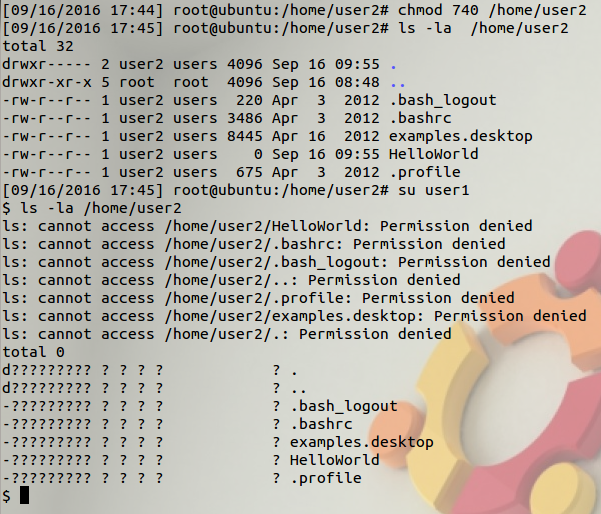 [09/16/2016 17:44] root@ubuntu:/home/user2# chmod 740 /home/user2
[09/16/2016 17:45] root@ubuntu:/home/user2# ls -la  /home/user2
total 32
drwxr----- 2 user2 users 4096 Sep 16 09:55 .
drwxr-xr-x 5 root  root  4096 Sep 16 08:48 ..
-rw-r--r-- 1 user2 users  220 Apr  3  2012 .bash_logout
-rw-r--r-- 1 user2 users 3486 Apr  3  2012 .bashrc
-rw-r--r-- 1 user2 users 8445 Apr 16  2012 examples.desktop
-rw-r--r-- 1 user2 users    0 Sep 16 09:55 HelloWorld
-rw-r--r-- 1 user2 users  675 Apr  3  2012 .profile
[09/16/2016 17:45] root@ubuntu:/home/user2# su user1
$ ls -la /home/user2
ls: cannot access /home/user2/HelloWorld: Permission denied
ls: cannot access /home/user2/.bashrc: Permission denied
ls: cannot access /home/user2/.bash_logout: Permission denied
ls: cannot access /home/user2/..: Permission denied
ls: cannot access /home/user2/.profile: Permission denied
ls: cannot access /home/user2/examples.desktop: Permission denied
ls: cannot access /home/user2/.: Permission denied
total 0
d????????? ? ? ? ?            ? .
d????????? ? ? ? ?            ? ..
-????????? ? ? ? ?            ? .bash_logout
-????????? ? ? ? ?            ? .bashrc
-????????? ? ? ? ?            ? examples.desktop
-????????? ? ? ? ?            ? HelloWorld
-????????? ? ? ? ?            ? .profile
$